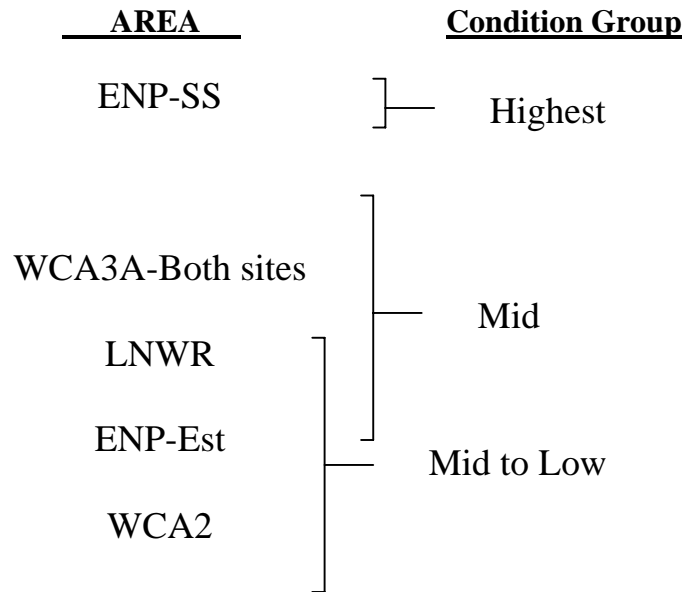 AREA Condition Group
ENP-SS Highest
WCA3A-Both sites
Mid
LNWR
ENP-Est Mid to Low
WCA2